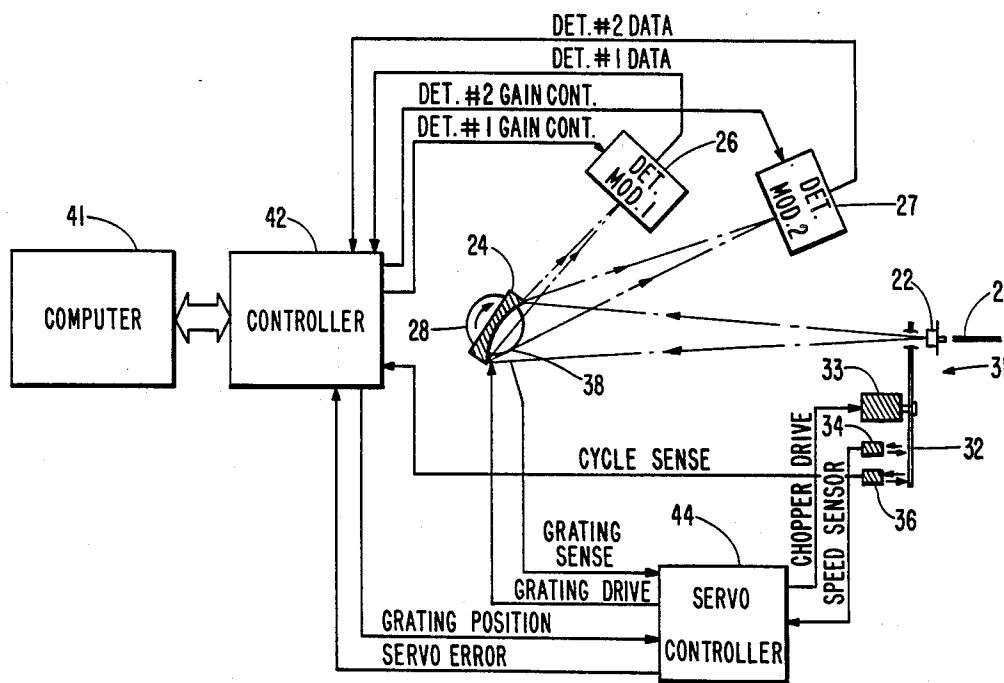 DET. #2 DATA
DET. #1 DATA
DET. #2 GAIN CONT.
DET. #1 GAIN CONT.
26
DET.
MOD. 1
DET.
MOD. 2
27
41
42
24
COMPUTER
CONTROLLER
28
38
22
2
3
33
34
32
36
CYCLE SENSE
CHOPPER DRIVE
SPEED SENSOR
GRATING
SENSE
44
GRATING DRIVE
SERVO
CONTROLLER
GRATING POSITION
SERVO ERROR